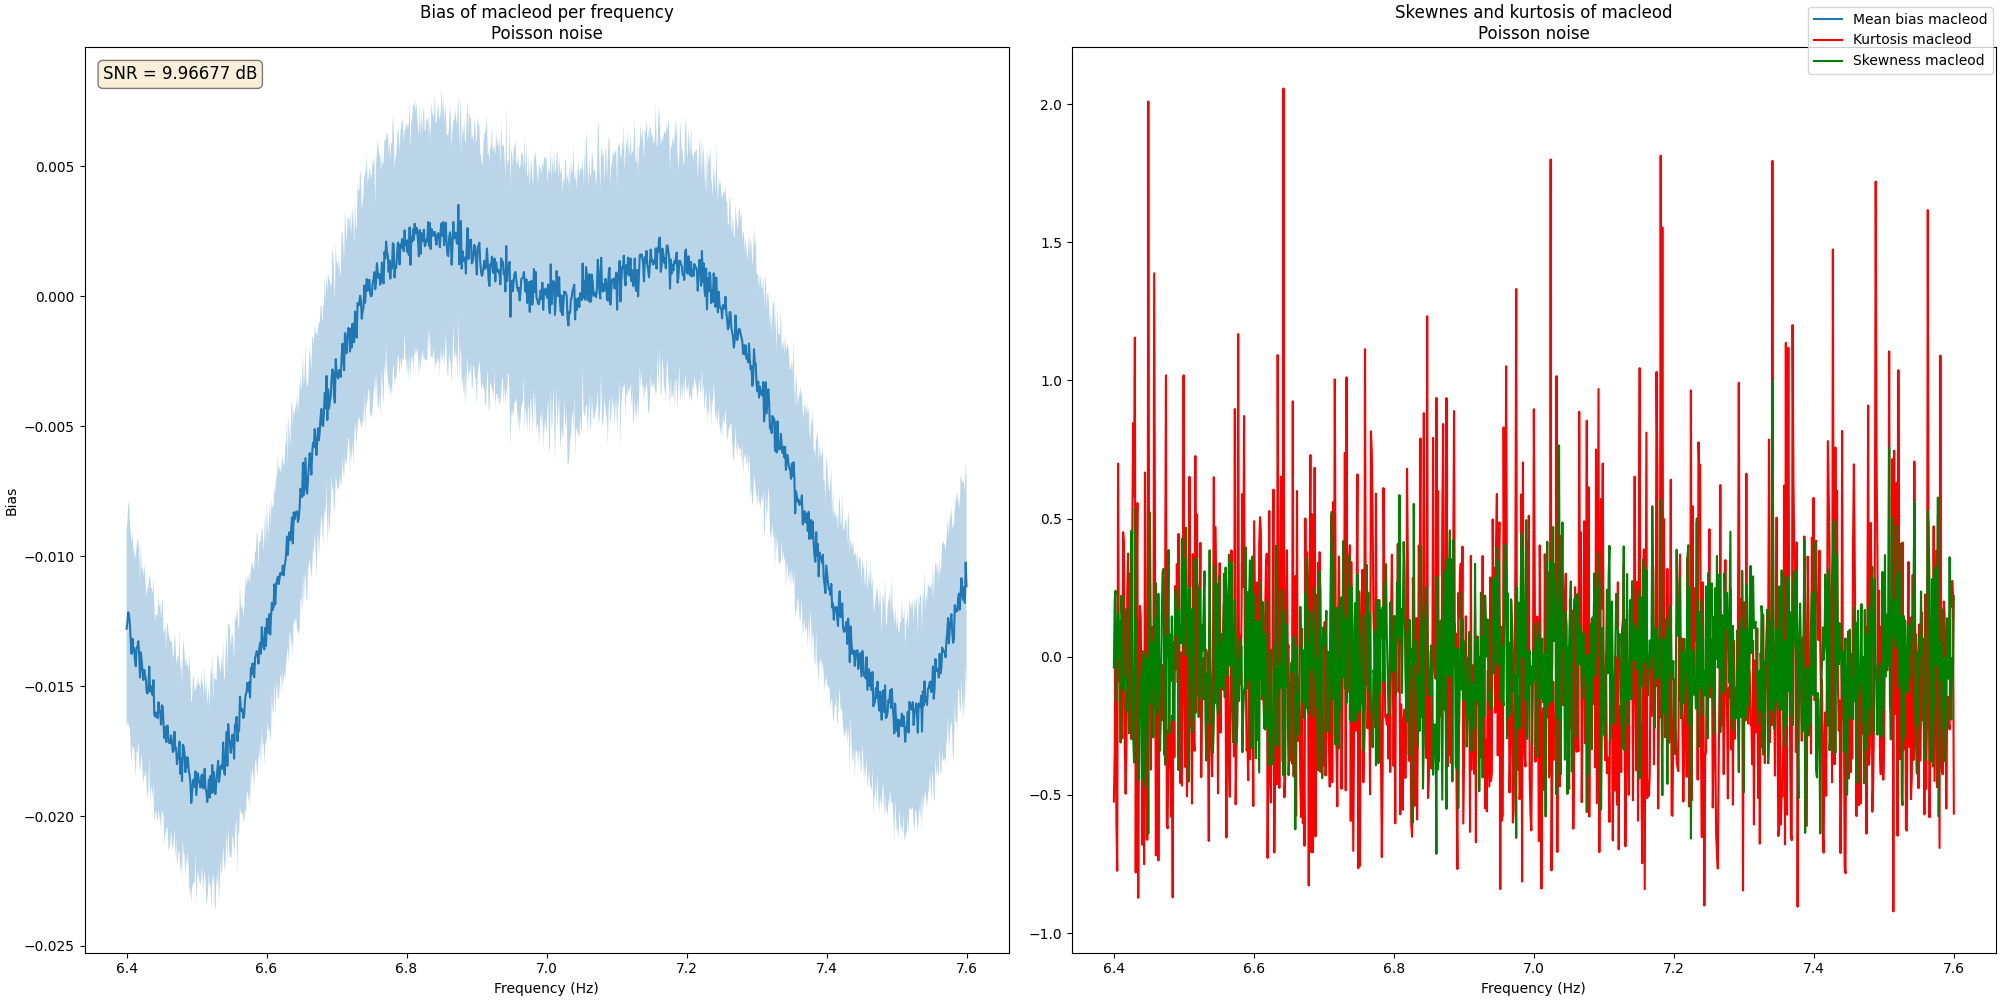 Bias of macleod per frequency
Poisson noise
SNR = 9.96677 dB
0.005
0.000
−0.005
−0.010
−0.015
−0.020
−0.025
Bias
6.4 6.6 6.8 7.0 7.2 7.4 7.6
Frequency (Hz)
Skewnes and kurtosis of macleod
Poisson noise
Mean bias macleod
Kurtosis macleod
Skewness macleod
2.0
1.5
1.0
0.5
0.0
−0.5
−1.0
6.4 6.6 6.8 7.0 7.2 7.4 7.6
Frequency (Hz)